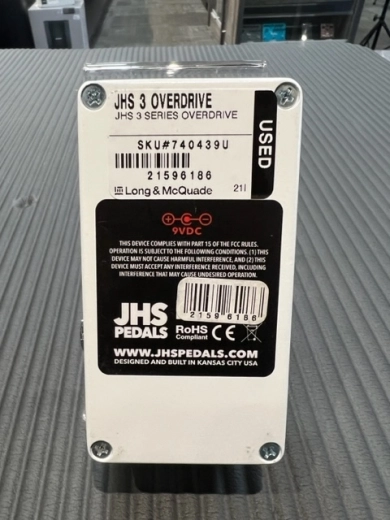 JHS 3 OVERDRIVE
JHS 3 SERIES OVERDRIVE
USED
SKU#740439U
21596186
Long & McQuade 21I
9VDC
THIS DEVICE COMPLIES WITH PART 15 OF THE FCC RULES.
OPERATION IS SUBJECT TO THE FOLLOWING CONDITIONS. (1) THIS
DEVICE MAY NOT CAUSE HARMFUL INTERFERENCE, AND (2) THIS
DEVICE MUST ACCEPT ANY INTERFERENCE RECEIVED, INCLUDING
INTERFERENCE THAT MAY CAUSE UNDESIRED OPERATION.
21596186
JHS
PEDALS
RoHS
Compliant
CE
WWW.JHSPEDALS.COM
DESIGNED AND BUILT IN KANSAS CITY USA